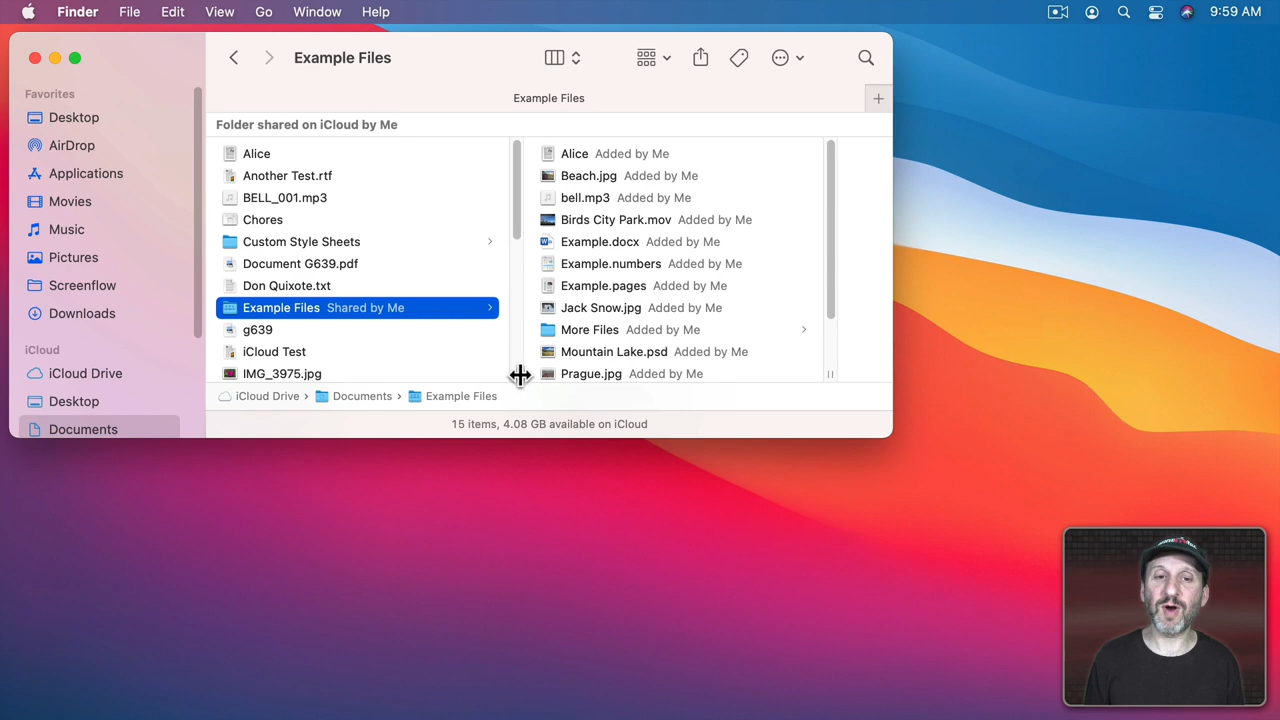 Finder File Edit View Go Window Help 9:59 AM
Example Files
Example Files
Folder shared on iCloud by Me
Favorites
Desktop
AirDrop
Applications
Movies
Music
Pictures
Screenflow
Downloads
iCloud
iCloud Drive
Desktop
Documents
Alice
Another Test.rtf
BELL_001.mp3
Chores
Custom Style Sheets
Document G639.pdf
Don Quixote.txt
Example Files Shared by Me
g639
iCloud Test
IMG_3975.jpg
Alice Added by Me
Beach.jpg Added by Me
bell.mp3 Added by Me
Birds City Park.mov Added by Me
Example.docx Added by Me
Example.numbers Added by Me
Example.pages Added by Me
Jack Snow.jpg Added by Me
More Files Added by Me
Mountain Lake.psd Added by Me
Prague.jpg Added by Me
iCloud Drive › Documents › Example Files
15 items, 4.08 GB available on iCloud